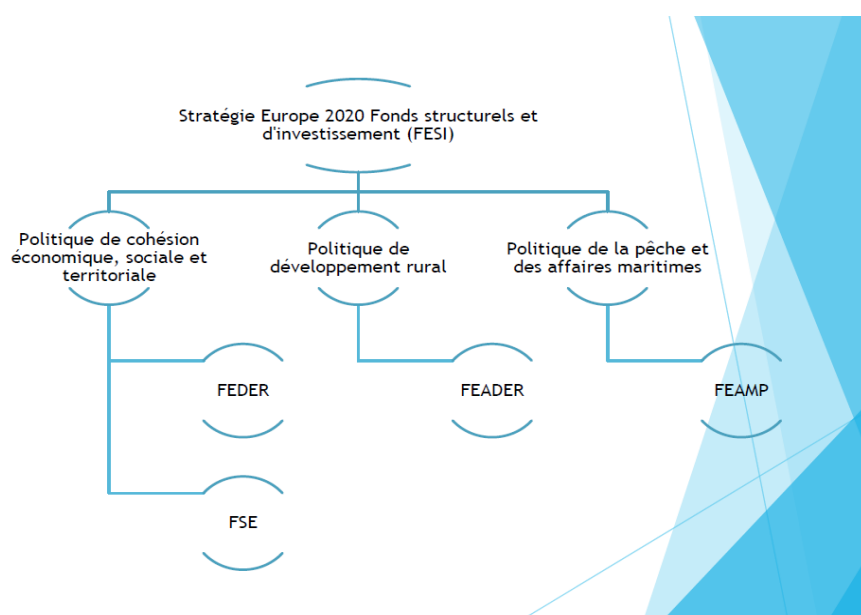 Stratégie Europe 2020 Fonds structurels et
d'investissement (FESI)
Politique de cohésion
économique, sociale et
territoriale
Politique de
développement rural
Politique de la pêche et
des affaires maritimes
FEDER
FEADER
FEAMP
FSE